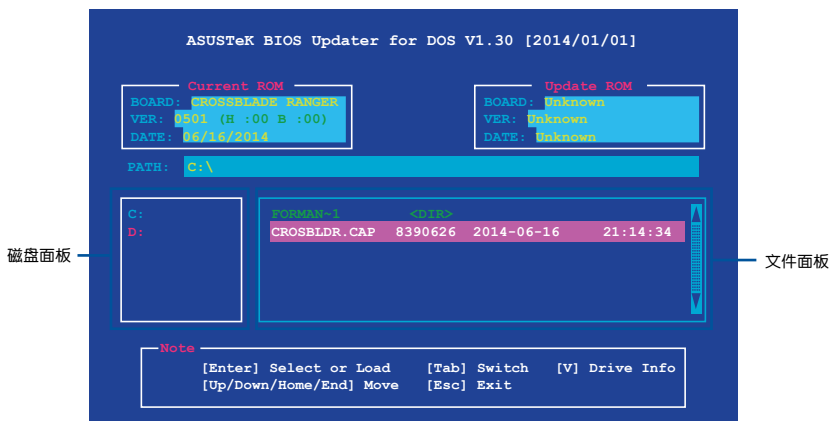 ASUSTeK BIOS Updater for DOS V1.30 [2014/01/01]
Current ROM
BOARD: CROSSBLADE RANGER
VER: 0501 (H :00 B :00)
DATE: 06/16/2014
Update ROM
BOARD: Unknown
VER: Unknown
DATE: Unknown
PATH: C:\
C:
D:
FORMAN~1 <DIR>
CROSBLDR.CAP 8390626 2014-06-16 21:14:34
磁盘面板
文件面板
Note
[Enter] Select or Load [Tab] Switch [V] Drive Info
[Up/Down/Home/End] Move [Esc] Exit